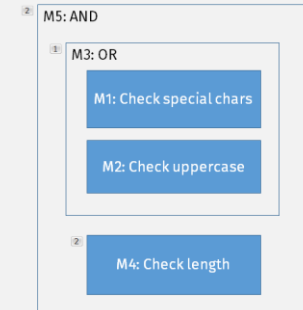 2
M5: AND
1
M3: OR
M1: Check special chars
M2: Check uppercase
2
M4: Check length